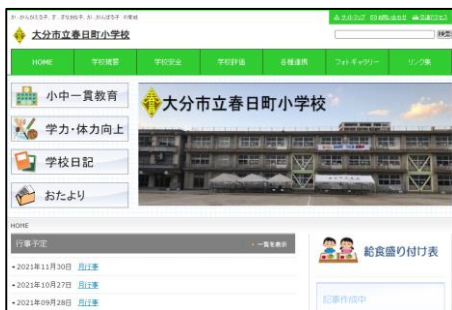 大分市立春日町小学校
検索
HOME
学校概要
学校安全
学校評価
各種連携
フォトギャラリー
リンク集
小中一貫教育
学力・体力向上
学校日記
おたより
大分市立春日町小学校
HOME
行事予定
一覧を表示
2021年11月30日 月行事
2021年10月27日 月行事
2021年09月28日 月行事
給食盛り付け表
記事作成中